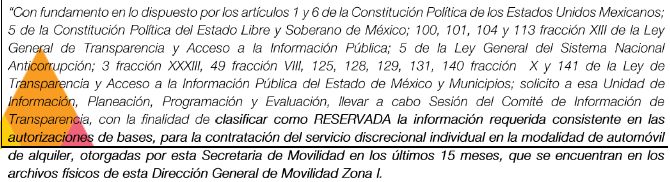 "Con fundamento en lo dispuesto por los artículos 1 y 6 de la Constitución Política de los Estados Unidos Mexicanos;
5 de la Constitución Política del Estado Libre y Soberano de México; 100, 101, 104 y 113 fracción XIII de la Ley
General de Transparencia y Acceso a la Información Pública; 5 de la Ley General del Sistema Nacional
Anticorrupción; 3 fracción XXXIII, 49 fracción VIII, 125, 128, 129, 131, 140 fracción X y 141 de la Ley de
Transparencia y Acceso a la Información Pública del Estado de México y Municipios; solicito a esa Unidad de
Información, Planeación, Programación y Evaluación, llevar a cabo Sesión del Comité de Información de
Transparencia, con la finalidad de clasificar como RESERVADA la información requerida consistente en las
autorizaciones de bases, para la contratación del servicio discrecional individual en la modalidad de automóvil
de alquiler, otorgadas por esta Secretaria de Movilidad en los últimos 15 meses, que se encuentran en los
archivos físicos de esta Dirección General de Movilidad Zona I.